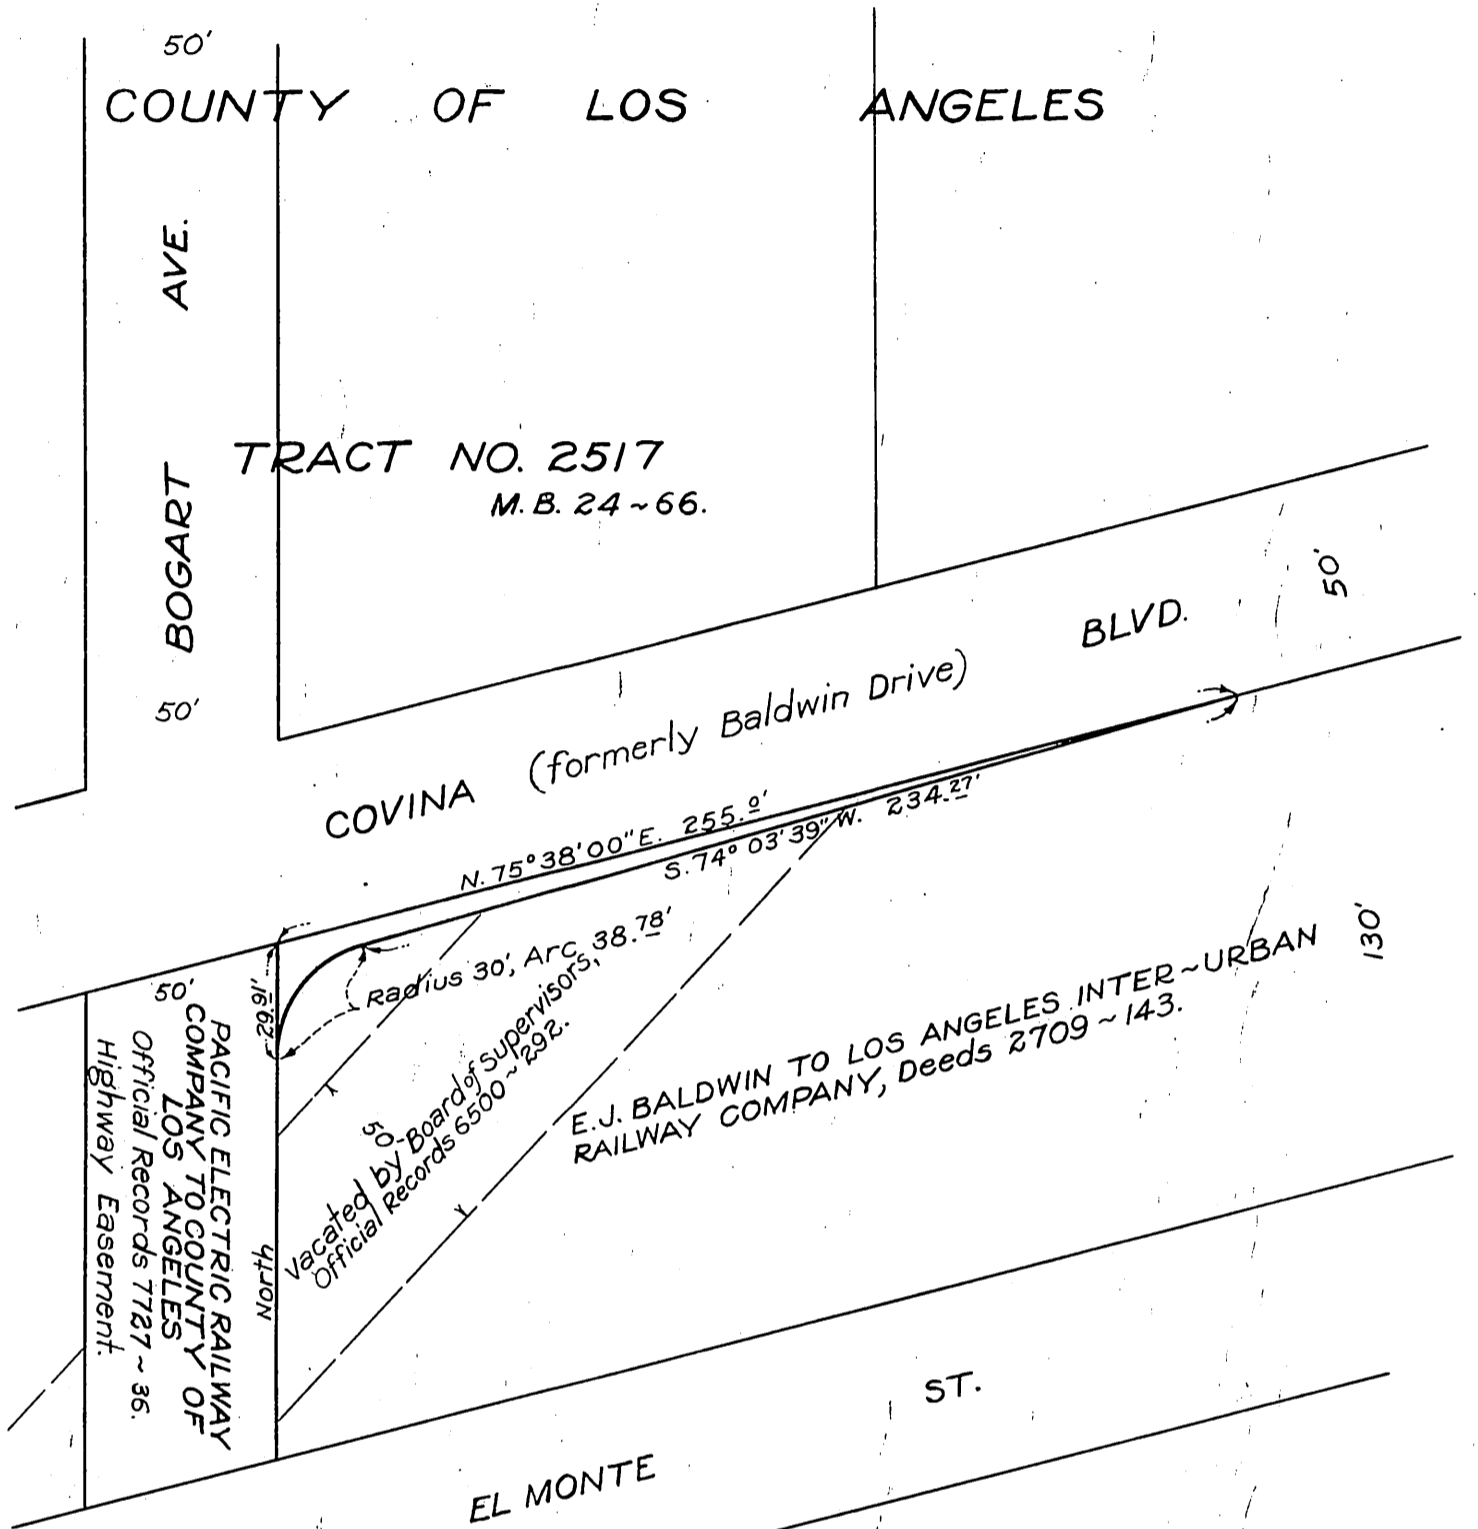 50'
COUNTY OF LOS ANGELES
BOGART AVE.
TRACT NO. 2517
M.B. 24~66.
50'
50'
COVINA (formerly Baldwin Drive) BLVD.
N. 75° 38' 00" E. 255.0'
S. 74° 03' 39" W. 234.27'
Radius 30', Arc 38.78'
29.91'
50'
130'
50'-
Vacated by Board of Supervisors,
Official Records 6500~292.
E.J. BALDWIN TO LOS ANGELES INTER~URBAN
RAILWAY COMPANY, Deeds 2709~143.
PACIFIC ELECTRIC RAILWAY
COMPANY TO COUNTY OF
LOS ANGELES
Official Records 7727~36.
Highway Easement.
North
EL MONTE ST.